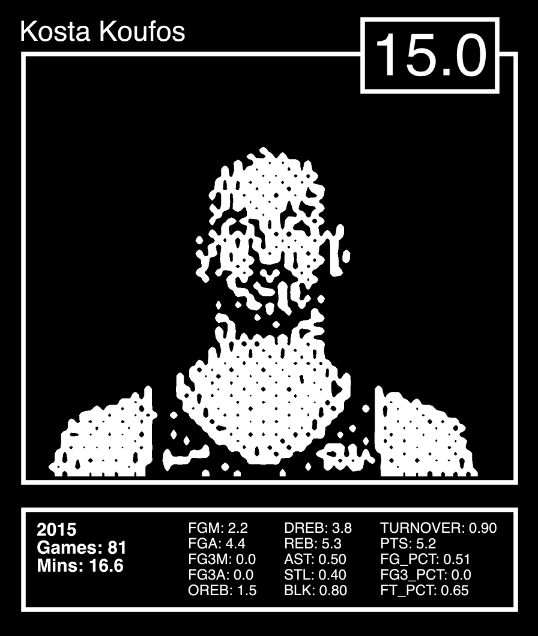 Kosta Koufos
15.0
2015
Games: 81
Mins: 16.6
FGM: 2.2
FGA: 4.4
FG3M: 0.0
FG3A: 0.0
OREB: 1.5
DREB: 3.8
REB: 5.3
AST: 0.50
STL: 0.40
BLK: 0.80
TURNOVER: 0.90
PTS: 5.2
FG_PCT: 0.51
FG3_PCT: 0.0
FT_PCT: 0.65